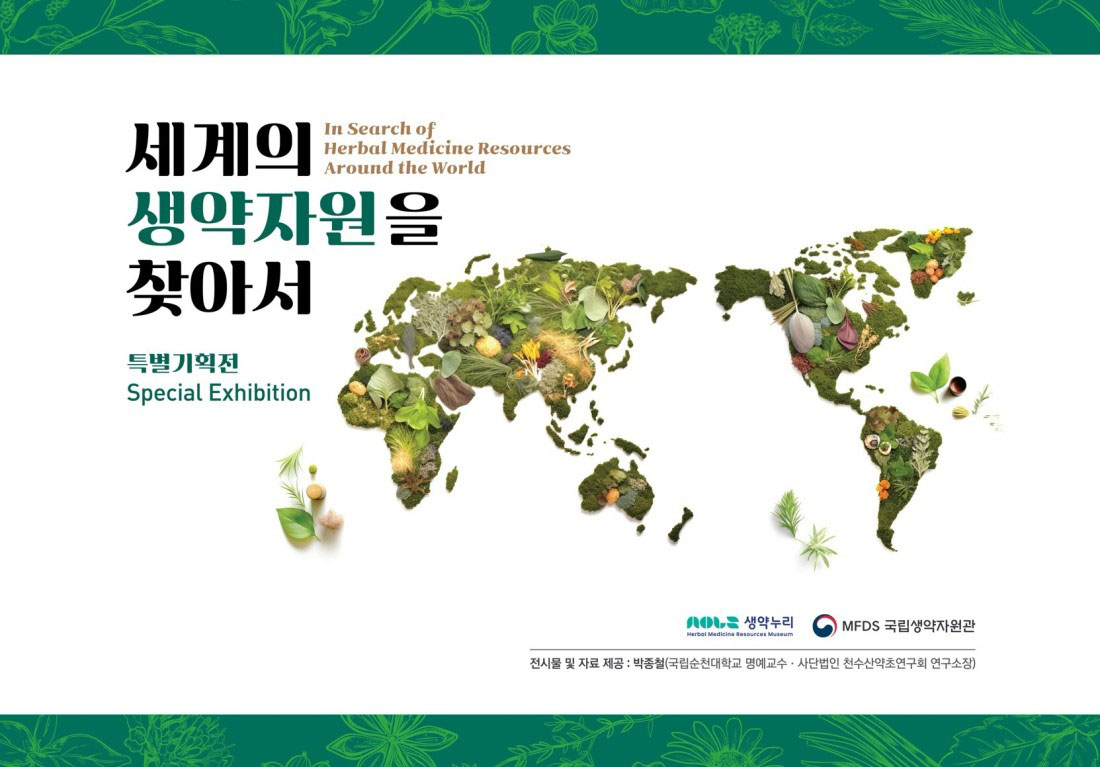 세계의
In Search of
Herbal Medicine Resources
Around the World
생약자원을
찾아서
특별기획전
Special Exhibition
생약누리
Herbal Medicine Resources Museum
MFDS 국립생약자원관
전시물 및 자료 제공 : 박종철(국립순천대학교 명예교수 · 사단법인 천수산약초연구회 연구소장)